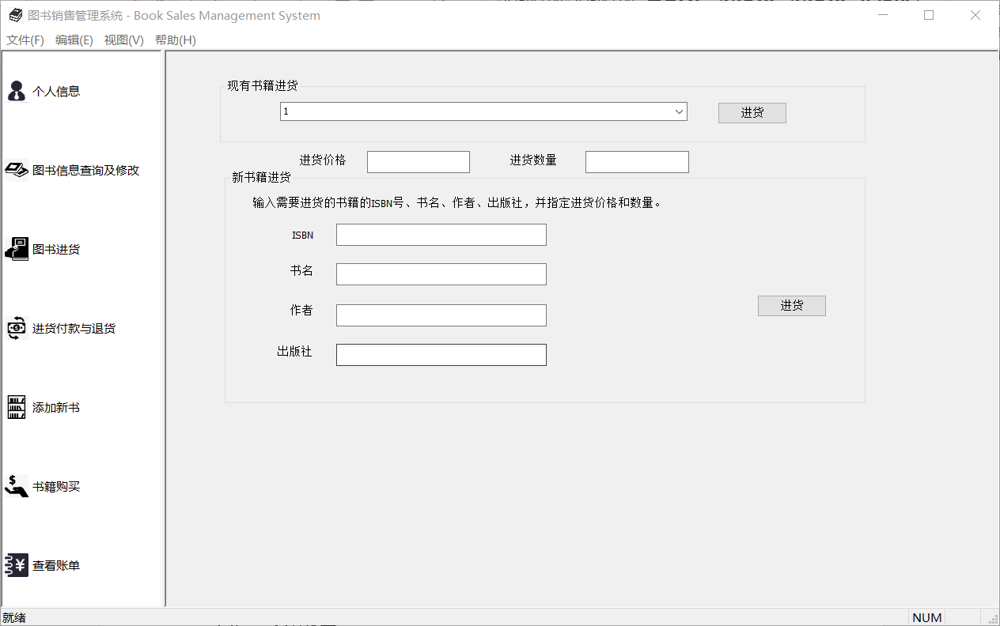 图书销售管理系统 - Book Sales Management System
文件(F) 编辑(E) 视图(V) 帮助(H)
个人信息
图书信息查询及修改
图书进货
进货付款与退货
添加新书
书籍购买
查看账单
现有书籍进货
1
进货
进货价格
进货数量
新书籍进货
输入需要进货的书籍的ISBN号、书名、作者、出版社，并指定进货价格和数量。
ISBN
书名
作者
出版社
进货
就绪
NUM